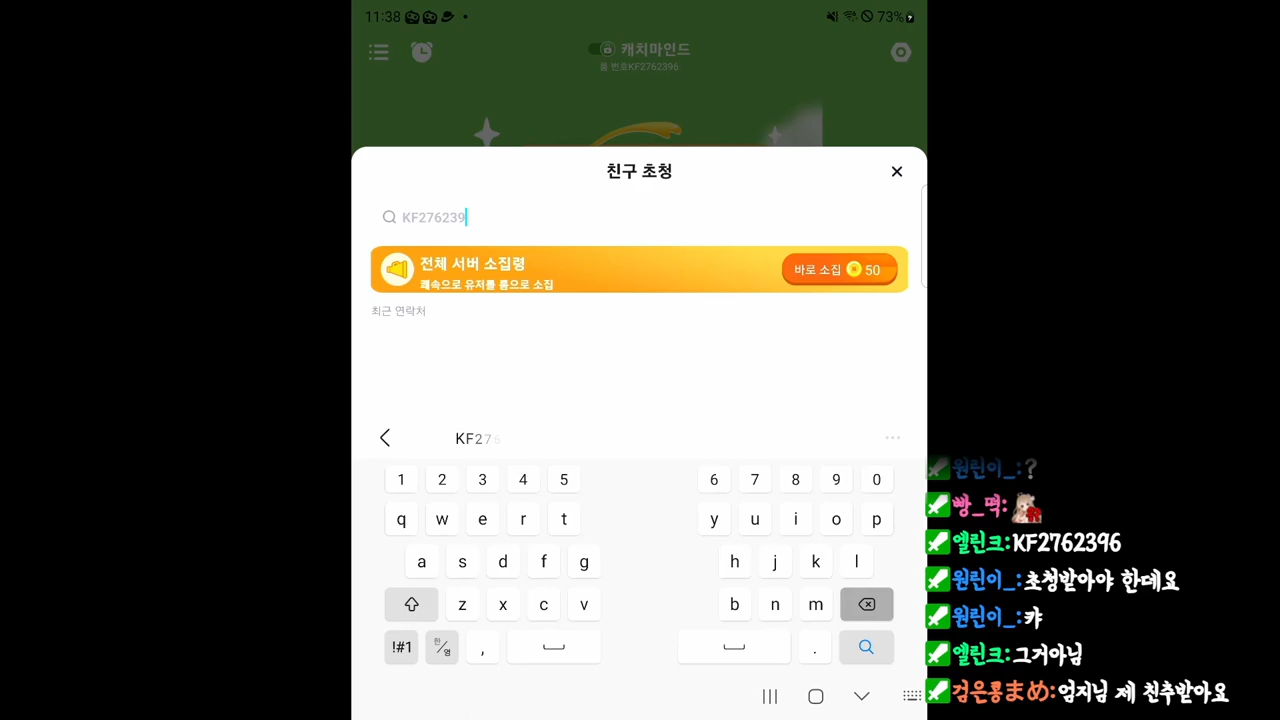 11:38
73%
캐치마인드
룸 번호KF2762396
친구 초청
KF276239
전체 서버 소집령
바로 소집 50
쾌속으로 유저를 룸으로 소집
최근 연락처
KF276
1 2 3 4 5 6 7 8 9 0
q w e r t y u i o p
a s d f g h j k l
z x c v b n m
!#1 한/영 , .
원린이_:?
빵_떡:
엘린크:KF2762396
원린이_:초청받아야 한데요
원린이_:캬
엘린크:그거아님
검은콩まめ:엄지님 제 친추받아요